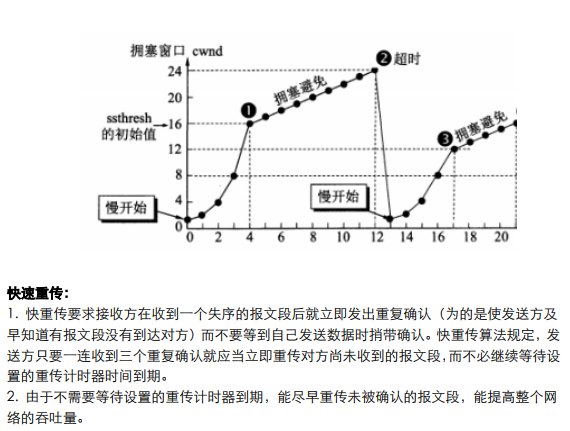 拥塞窗口 cwnd
❷超时
24
拥塞避免
20
❶
ssthresh
的初始值
16
❸拥塞避免
12
8
慢开始
慢开始
4
0
0 2 4 6 8 10 11 12 14 16 18 20
快速重传：
1. 快重传要求接收方在收到一个失序的报文段后就立即发出重复确认（为的是使发送方及
早知道有报文段没有到达对方）而不要等到自己发送数据时捎带确认。快重传算法规定，发
送方只要一连收到三个重复确认就应当立即重传对方尚未收到的报文段，而不必继续等待设
置的重传计时器时间到期。
2. 由于不需要等待设置的重传计时器到期，能尽早重传未被确认的报文段，能提高整个网
络的吞吐量。